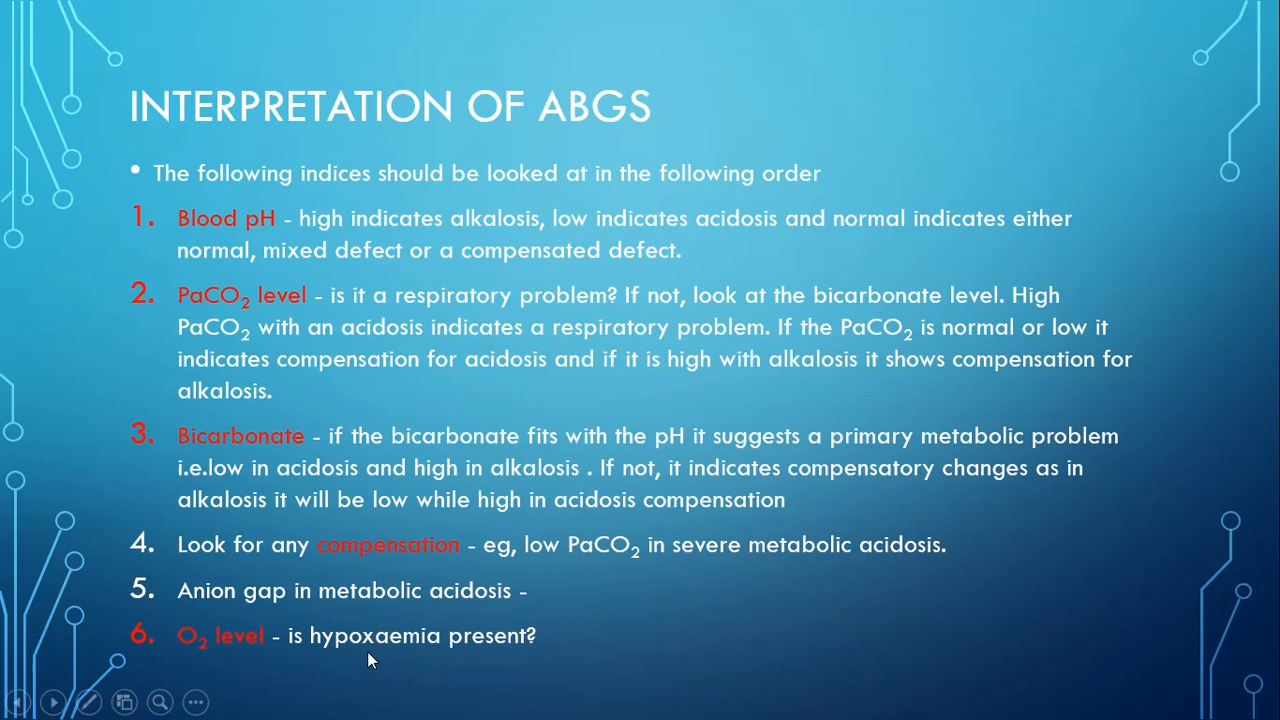 INTERPRETATION OF ABGS
• The following indices should be looked at in the following order
1. Blood pH - high indicates alkalosis, low indicates acidosis and normal indicates either
normal, mixed defect or a compensated defect.
2. PaCO₂ level - is it a respiratory problem? If not, look at the bicarbonate level. High
PaCO₂ with an acidosis indicates a respiratory problem. If the PaCO₂ is normal or low it
indicates compensation for acidosis and if it is high with alkalosis it shows compensation for
alkalosis.
3. Bicarbonate - if the bicarbonate fits with the pH it suggests a primary metabolic problem
i.e.low in acidosis and high in alkalosis . If not, it indicates compensatory changes as in
alkalosis it will be low while high in acidosis compensation
4. Look for any compensation - eg, low PaCO₂ in severe metabolic acidosis.
5. Anion gap in metabolic acidosis -
6. O₂ level - is hypoxaemia present?